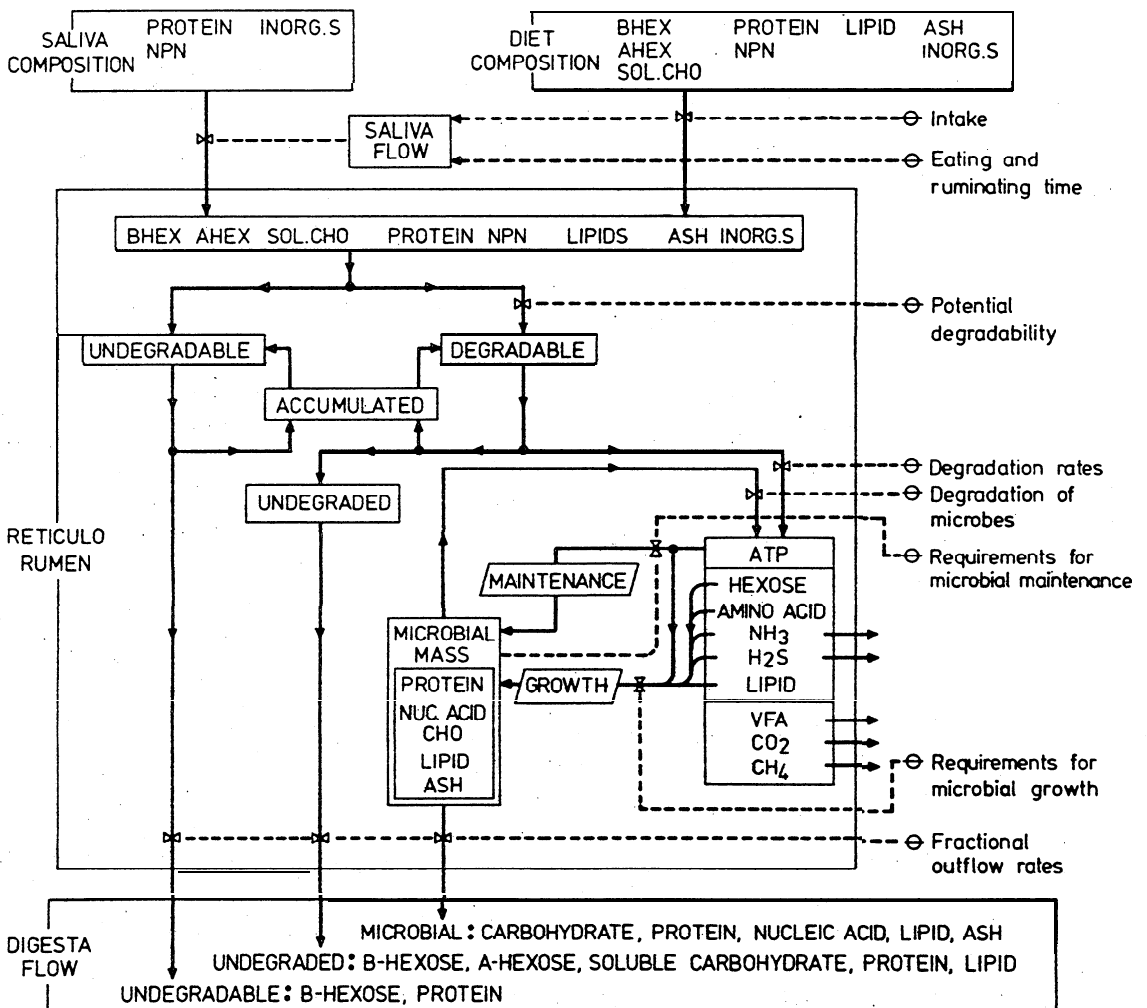 SALIVA COMPOSITION
PROTEIN INORG.S
NPN
DIET COMPOSITION
BHEX PROTEIN LIPID ASH
AHEX NPN INORG.S
SOL.CHO
SALIVA FLOW
Intake
Eating and
ruminating time
BHEX AHEX SOL.CHO PROTEIN NPN LIPIDS ASH INORG.S
Potential
degradability
UNDEGRADABLE
DEGRADABLE
ACCUMULATED
UNDEGRADED
RETICULO
RUMEN
Degradation rates
Degradation of
microbes
Requirements for
microbial maintenance
ATP
MAINTENANCE
HEXOSE
AMINO ACID
NH3
H2S
LIPID
MICROBIAL
MASS
GROWTH
PROTEIN
NUC. ACID
CHO
LIPID
ASH
VFA
CO2
CH4
Requirements for
microbial growth
Fractional
outflow rates
DIGESTA
FLOW
MICROBIAL: CARBOHYDRATE, PROTEIN, NUCLEIC ACID, LIPID, ASH
UNDEGRADED: B-HEXOSE, A-HEXOSE, SOLUBLE CARBOHYDRATE, PROTEIN, LIPID
UNDEGRADABLE: B-HEXOSE, PROTEIN